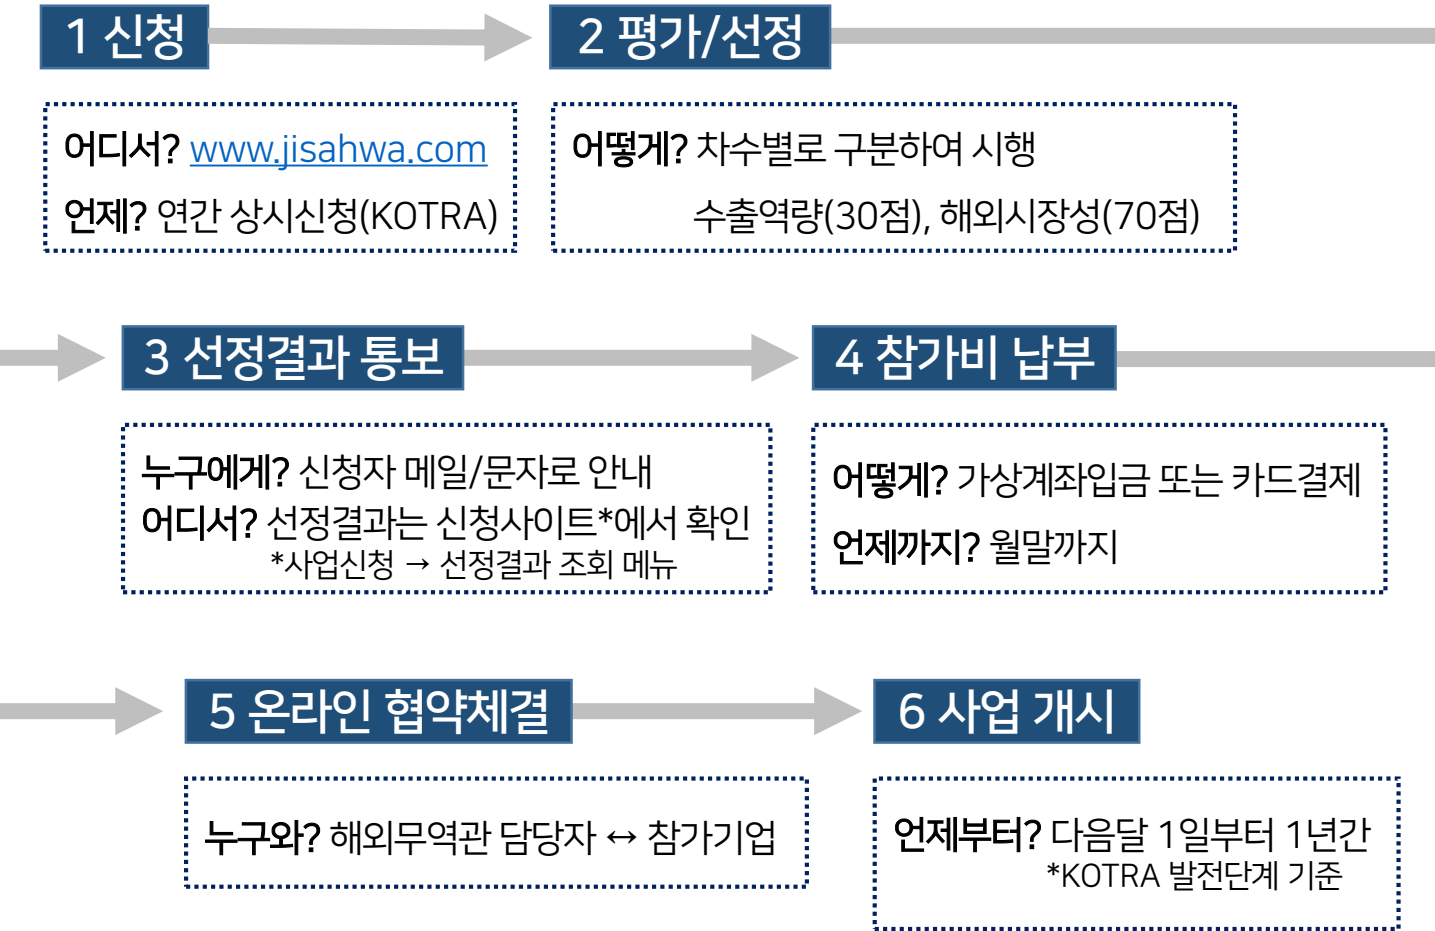 1 신청
2 평가/선정
어디서? www.jisahwa.com
언제? 연간 상시신청(KOTRA)
어떻게? 차수별로 구분하여 시행
수출역량(30점), 해외시장성(70점)
3 선정결과 통보
4 참가비 납부
누구에게? 신청자 메일/문자로 안내
어디서? 선정결과는 신청사이트*에서 확인
*사업신청 → 선정결과 조회 메뉴
어떻게? 가상계좌입금 또는 카드결제
언제까지? 월말까지
5 온라인 협약체결
6 사업 개시
누구와? 해외무역관 담당자 ↔ 참가기업
언제부터? 다음달 1일부터 1년간
*KOTRA 발전단계 기준